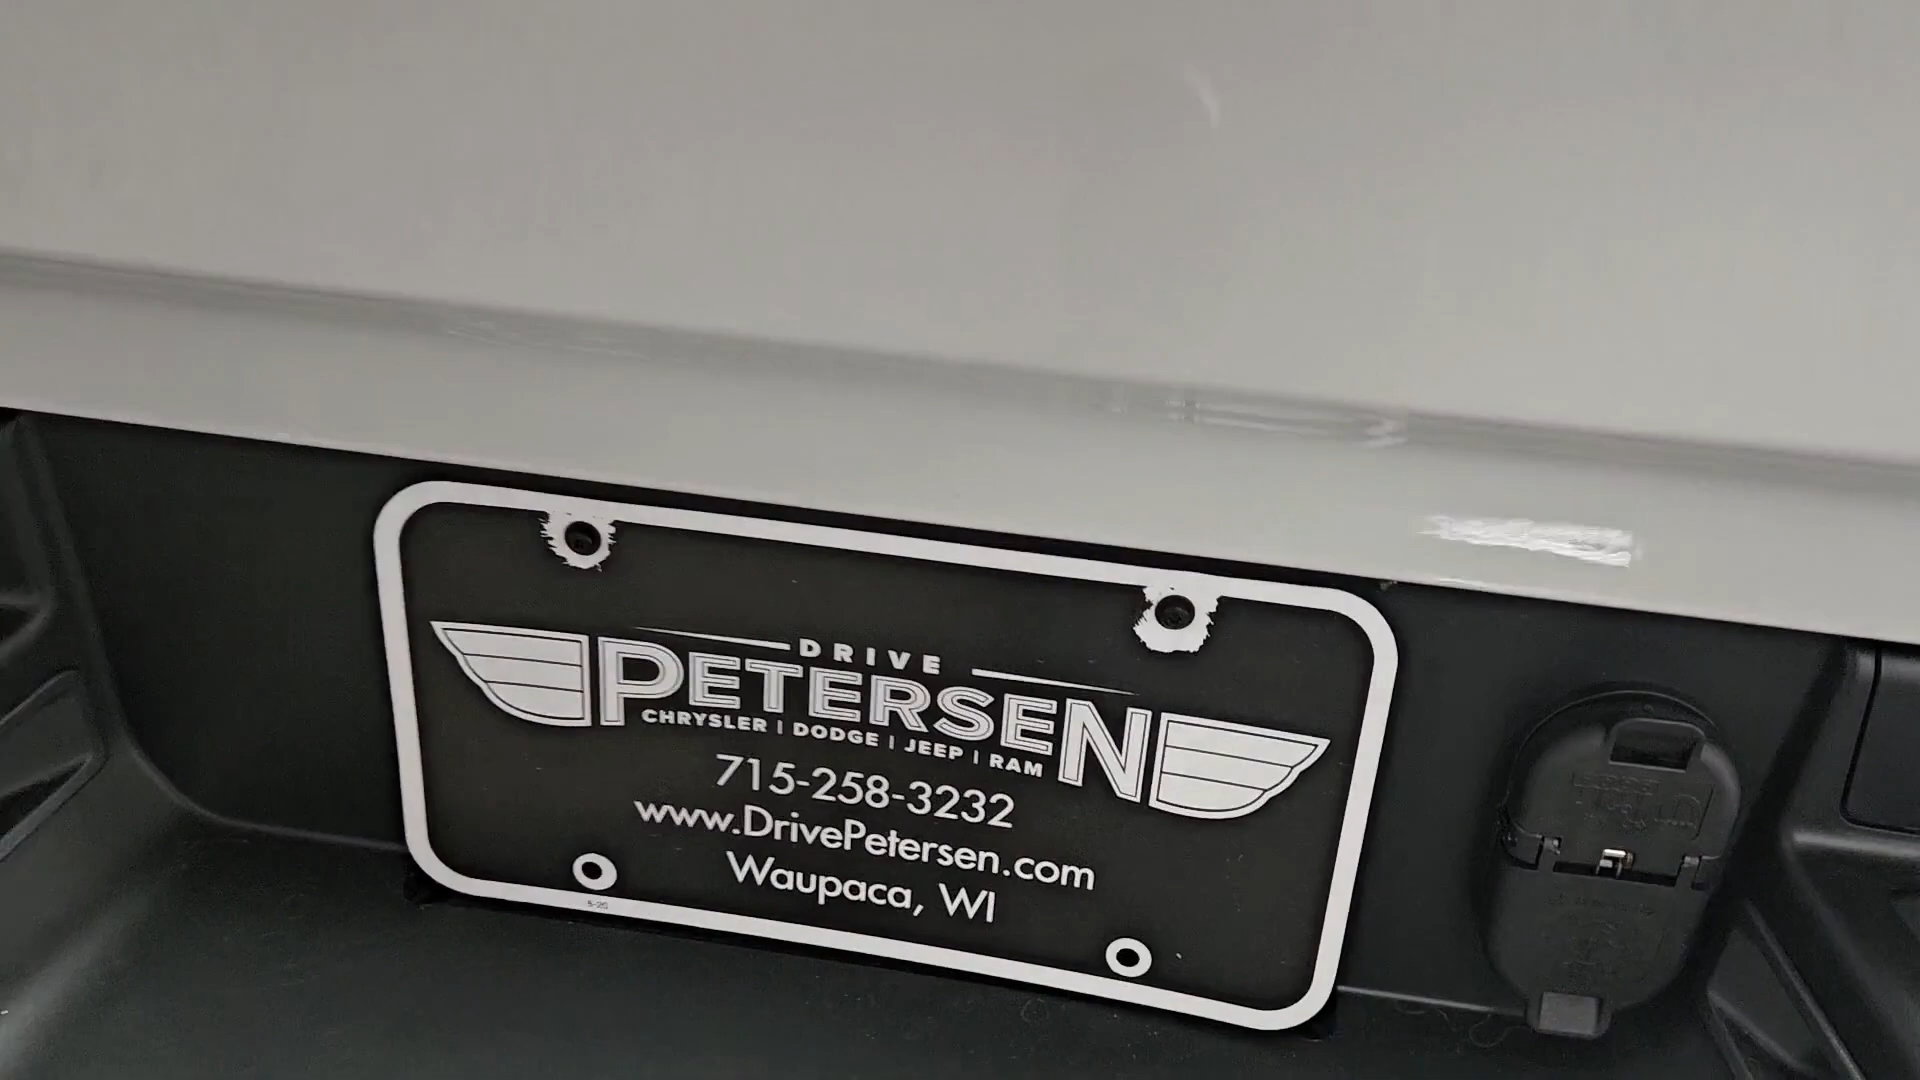 DRIVE
PETERSEN
CHRYSLER | DODGE | JEEP | RAM
715-258-3232
www.DrivePetersen.com
Waupaca, WI